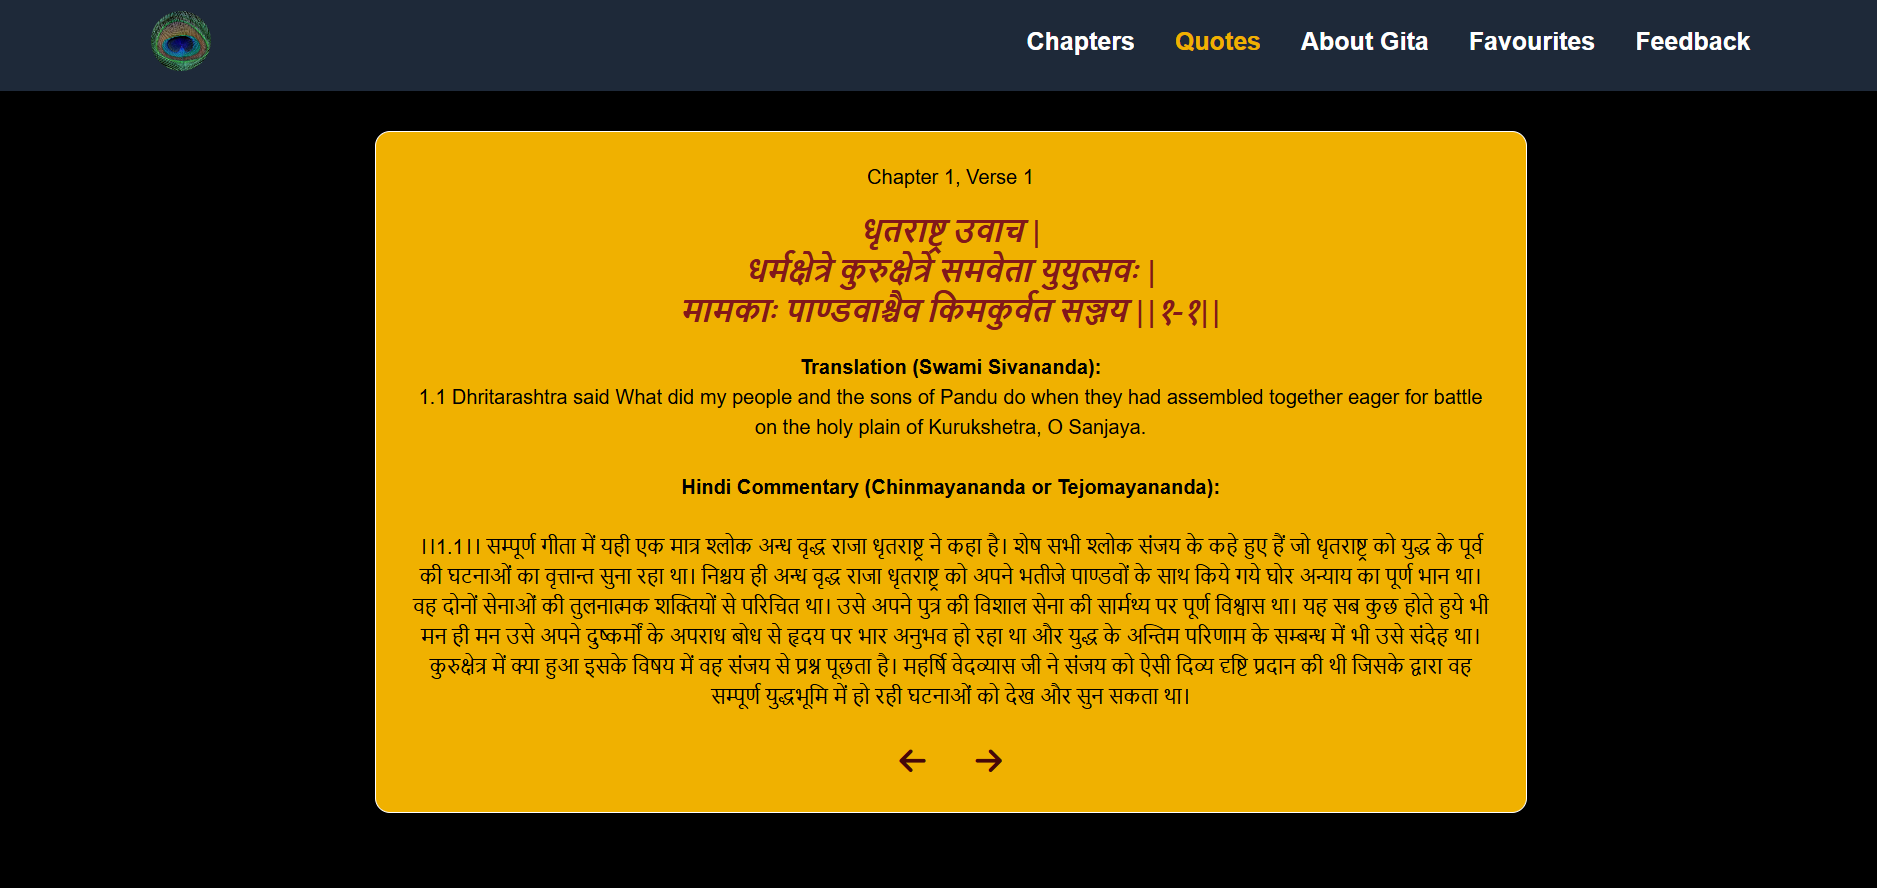 Chapters Quotes About Gita Favourites Feedback
Chapter 1, Verse 1
धृतराष्ट्र उवाच |
धर्मक्षेत्रे कुरुक्षेत्रे समवेता युयुत्सवः |
मामकाः पाण्डवाश्चैव किमकुर्वत सञ्जय ||१-१||
Translation (Swami Sivananda):
1.1 Dhritarashtra said What did my people and the sons of Pandu do when they had assembled together eager for battle
on the holy plain of Kurukshetra, O Sanjaya.
Hindi Commentary (Chinmayananda or Tejomayananda):
।।1.1।। सम्पूर्ण गीता में यही एक मात्र श्लोक अन्ध वृद्ध राजा धृतराष्ट्र ने कहा है। शेष सभी श्लोक संजय के कहे हुए हैं जो धृतराष्ट्र को युद्ध के पूर्व
की घटनाओं का वृत्तान्त सुना रहा था। निश्चय ही अन्ध वृद्ध राजा धृतराष्ट्र को अपने भतीजे पाण्डवों के साथ किये गये घोर अन्याय का पूर्ण भान था।
वह दोनों सेनाओं की तुलनात्मक शक्तियों से परिचित था। उसे अपने पुत्र की विशाल सेना की सार्मथ्य पर पूर्ण विश्वास था। यह सब कुछ होते हुये भी
मन ही मन उसे अपने दुष्कर्मों के अपराध बोध से हृदय पर भार अनुभव हो रहा था और युद्ध के अन्तिम परिणाम के सम्बन्ध में भी उसे संदेह था।
कुरुक्षेत्र में क्या हुआ इसके विषय में वह संजय से प्रश्न पूछता है। महर्षि वेदव्यास जी ने संजय को ऐसी दिव्य दृष्टि प्रदान की थी जिसके द्वारा वह
सम्पूर्ण युद्धभूमि में हो रही घटनाओं को देख और सुन सकता था।